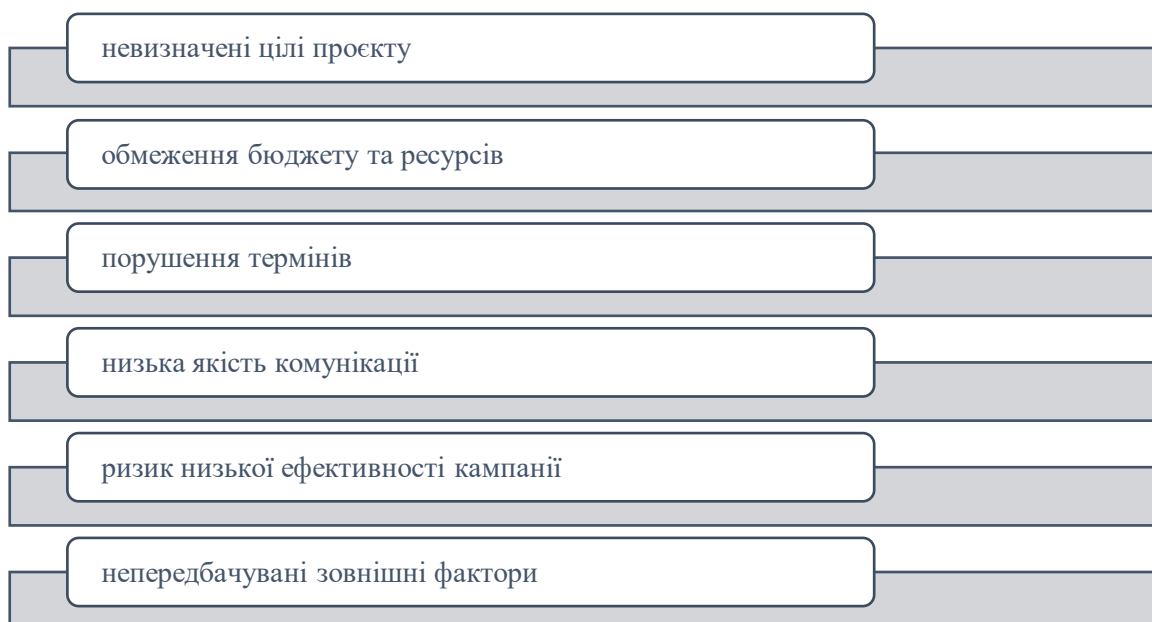 невизначені цілі проєкту
обмеження бюджету та ресурсів
порушення термінів
низька якість комунікації
ризик низької ефективності кампанії
непередбачувані зовнішні фактори